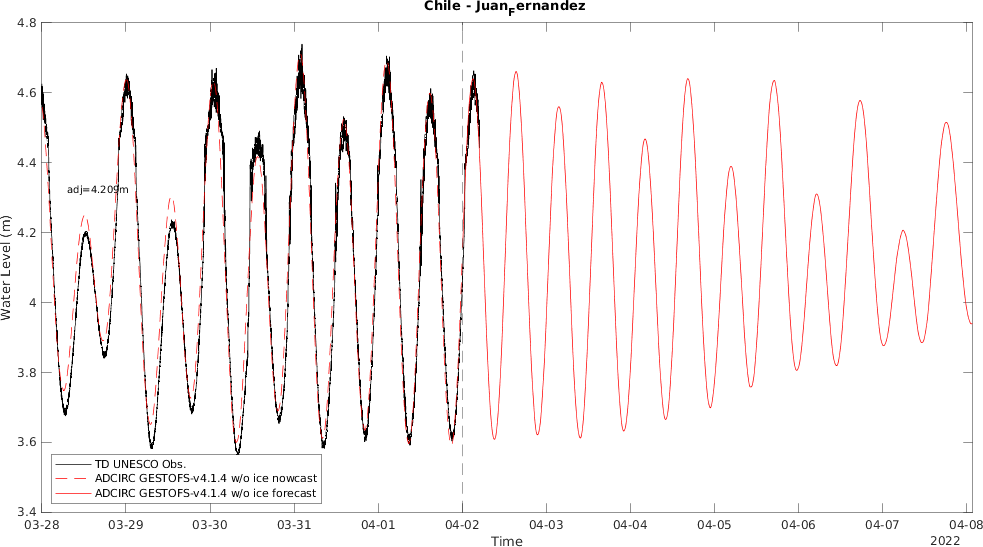 Chile - Juan_Fernandez
4.8
4.6
4.4
4.2
4
3.8
3.6
3.4
Water Level (m)
adj=4.209m
TD UNESCO Obs.
ADCIRC GESTOFS-v4.1.4 w/o ice nowcast
ADCIRC GESTOFS-v4.1.4 w/o ice forecast
03-28 03-29 03-30 03-31 04-01 04-02 04-03 04-04 04-05 04-06 04-07 04-08
Time
2022